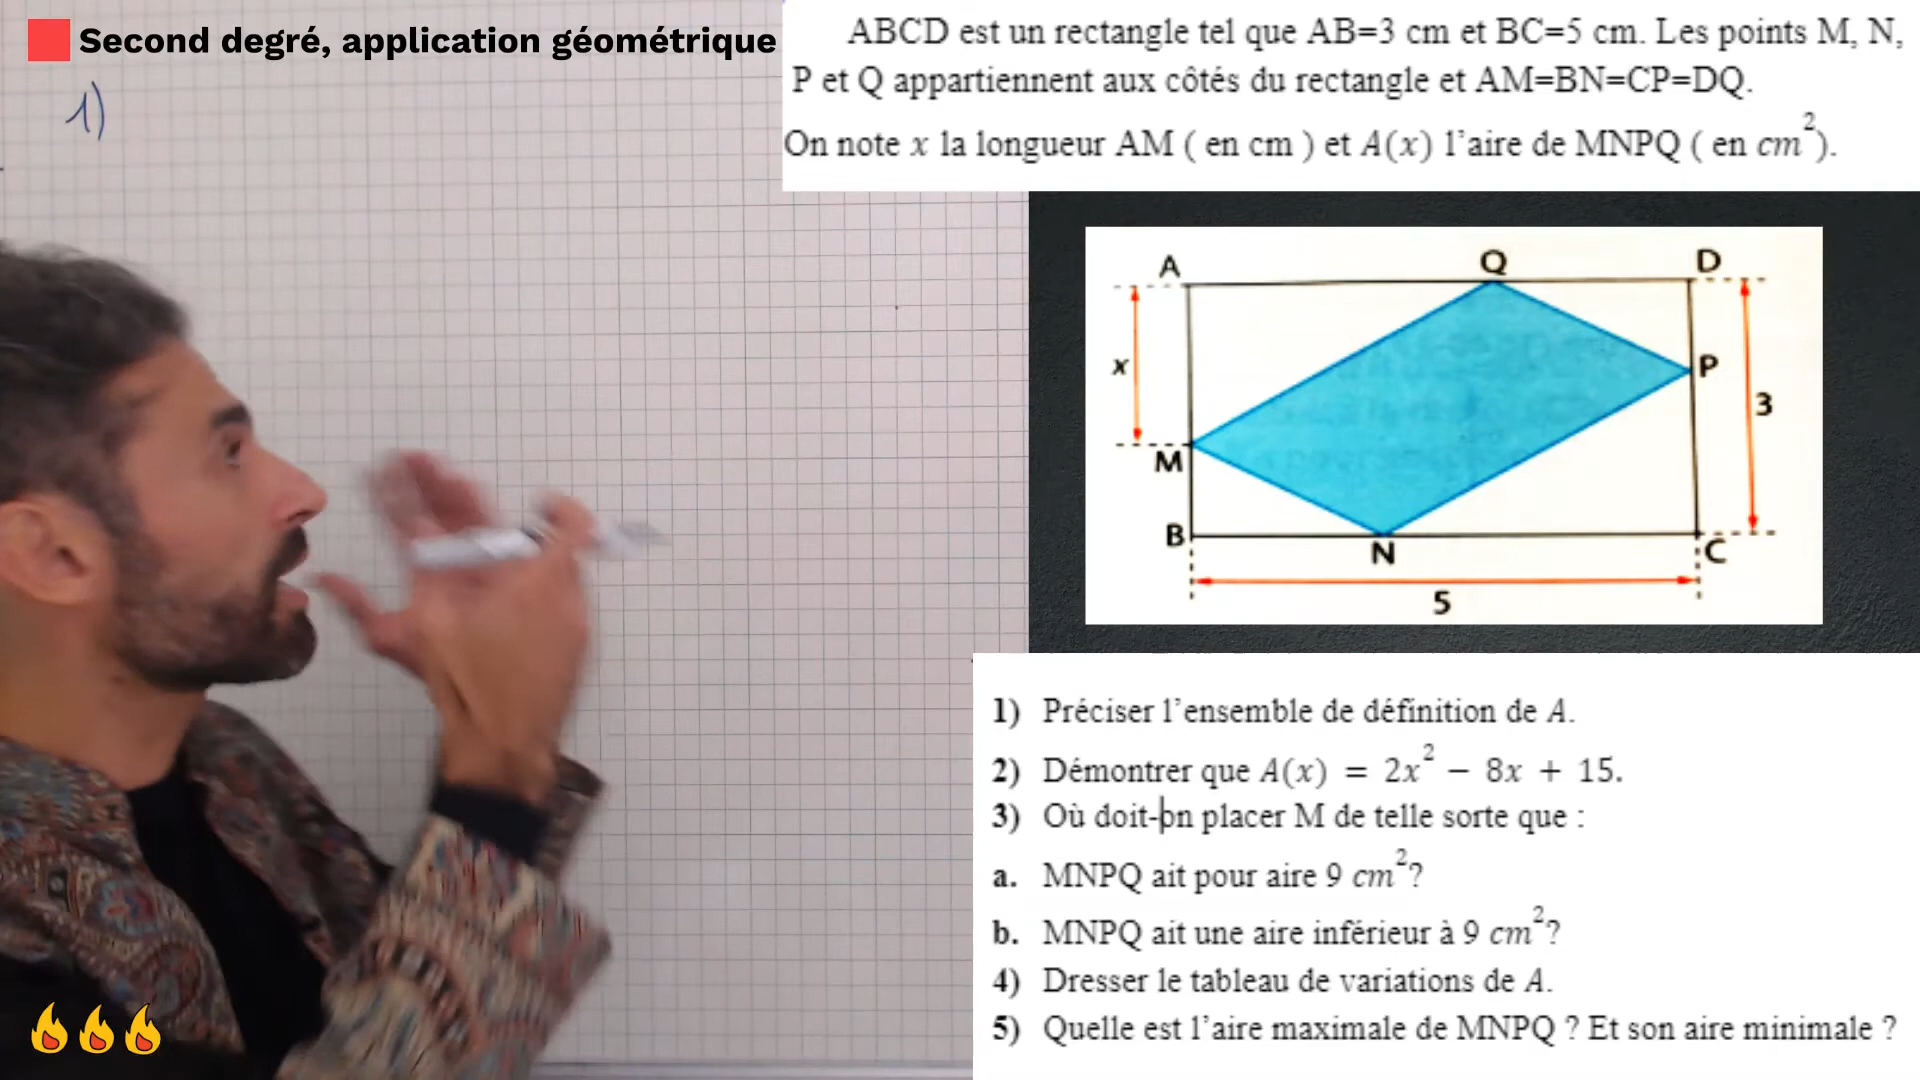 Second degré, application géométrique
1)
ABCD est un rectangle tel que AB=3 cm et BC=5 cm. Les points M, N,
P et Q appartiennent aux côtés du rectangle et AM=BN=CP=DQ.
On note x la longueur AM ( en cm ) et A(x) l’aire de MNPQ ( en cm²).
A
Q
D
x
P
3
M
B
N
C
5
1) Préciser l’ensemble de définition de A.
2) Démontrer que A(x) = 2x² − 8x + 15.
3) Où doit-on placer M de telle sorte que :
a. MNPQ ait pour aire 9 cm²?
b. MNPQ ait une aire inférieur à 9 cm²?
4) Dresser le tableau de variations de A.
5) Quelle est l’aire maximale de MNPQ ? Et son aire minimale ?